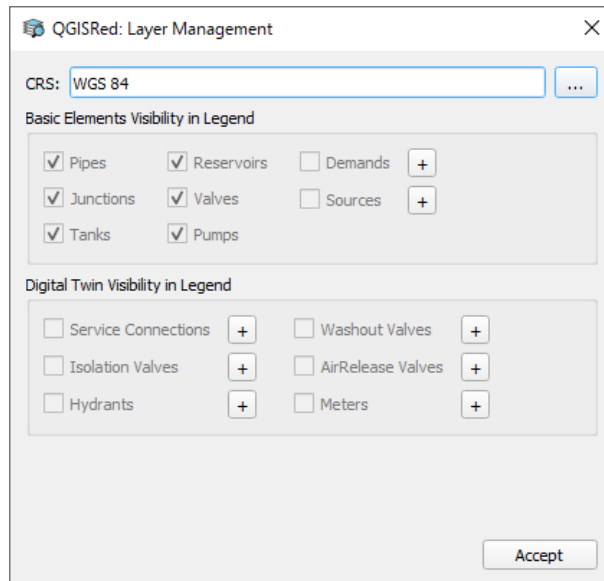 QGISRed: Layer Management
CRS: WGS 84 ...
Basic Elements Visibility in Legend
Pipes Reservoirs Demands +
Junctions Valves Sources +
Tanks Pumps
Digital Twin Visibility in Legend
Service Connections + Washout Valves +
Isolation Valves + AirRelease Valves +
Hydrants + Meters +
Accept